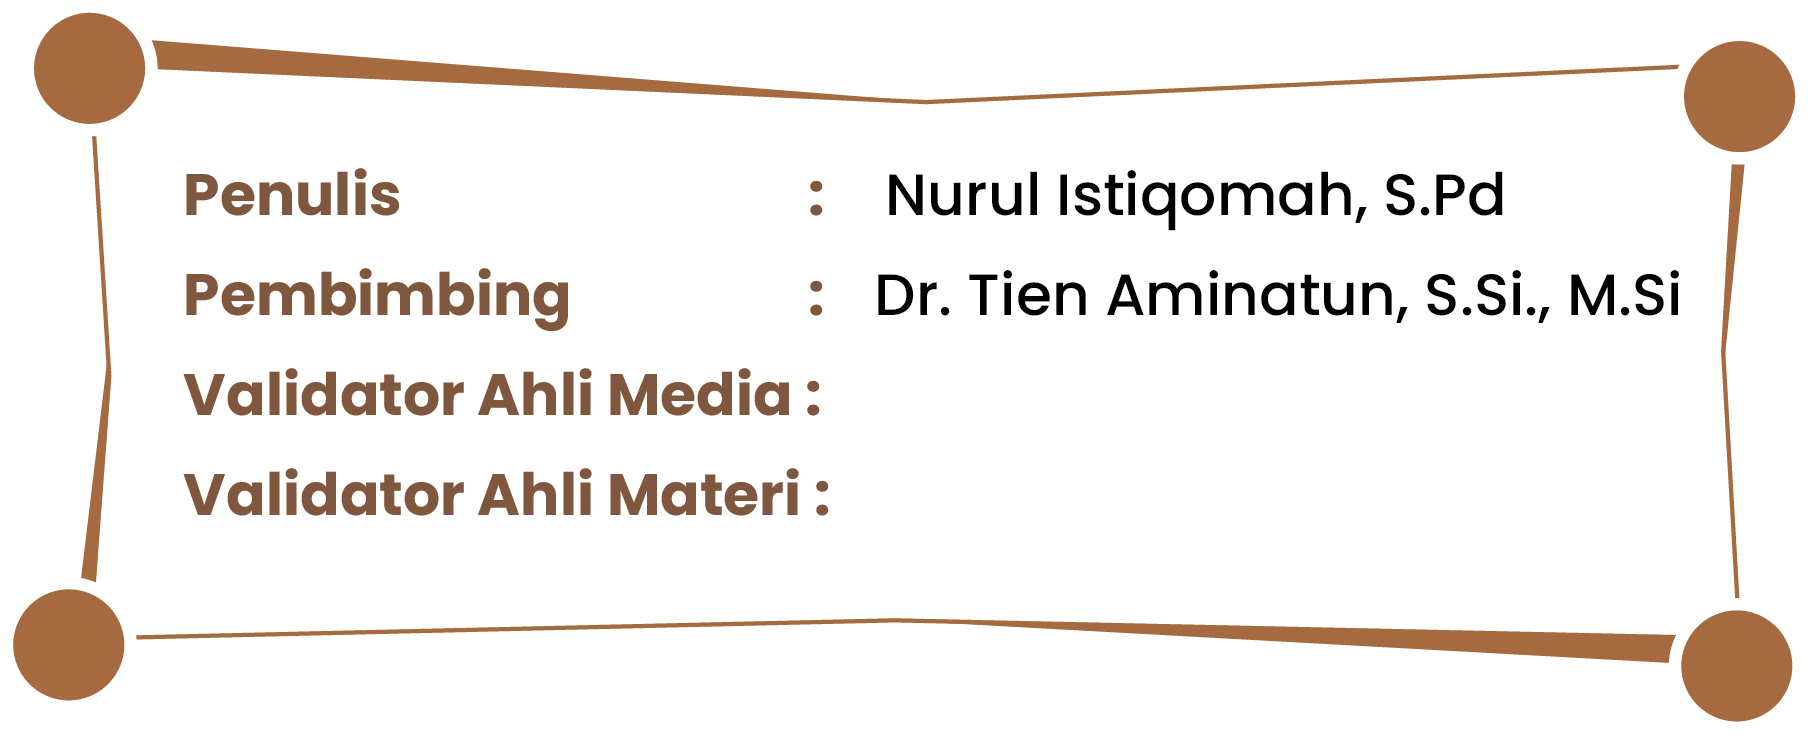 Penulis : Nurul Istiqomah, S.Pd
Pembimbing : Dr. Tien Aminatun, S.Si., M.Si
Validator Ahli Media :
Validator Ahli Materi :